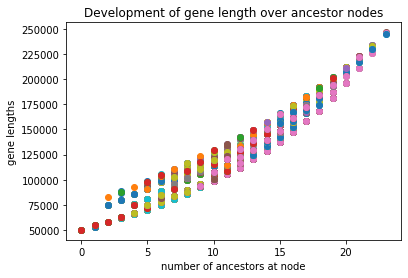 Development of gene length over ancestor nodes
250000
225000
200000
175000
150000
125000
100000
75000
50000
gene lengths
0 5 10 15 20
number of ancestors at node